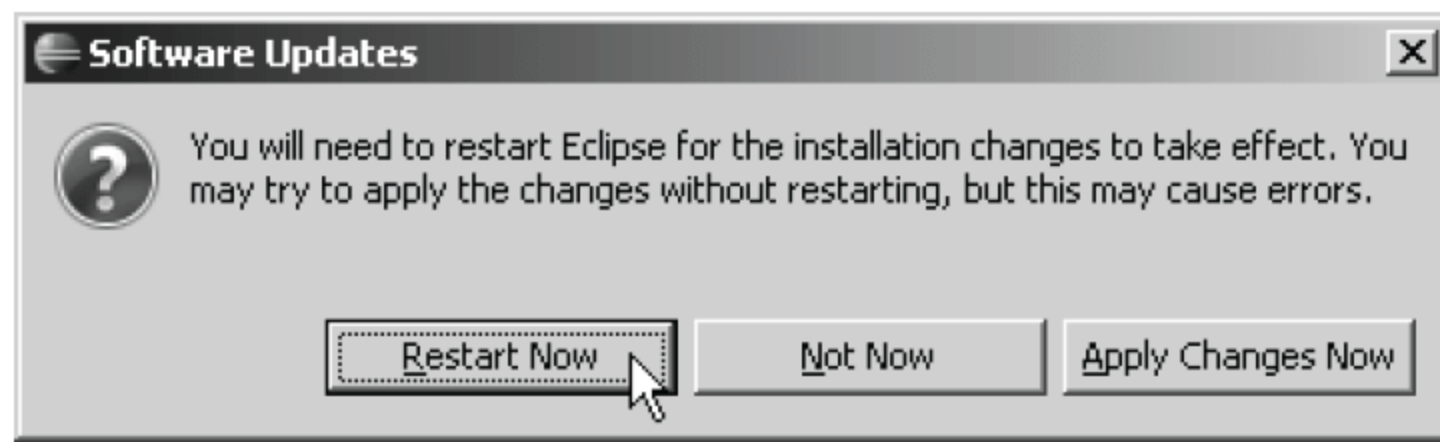 Software Updates
You will need to restart Eclipse for the installation changes to take effect. You
may try to apply the changes without restarting, but this may cause errors.
Restart Now Not Now Apply Changes Now